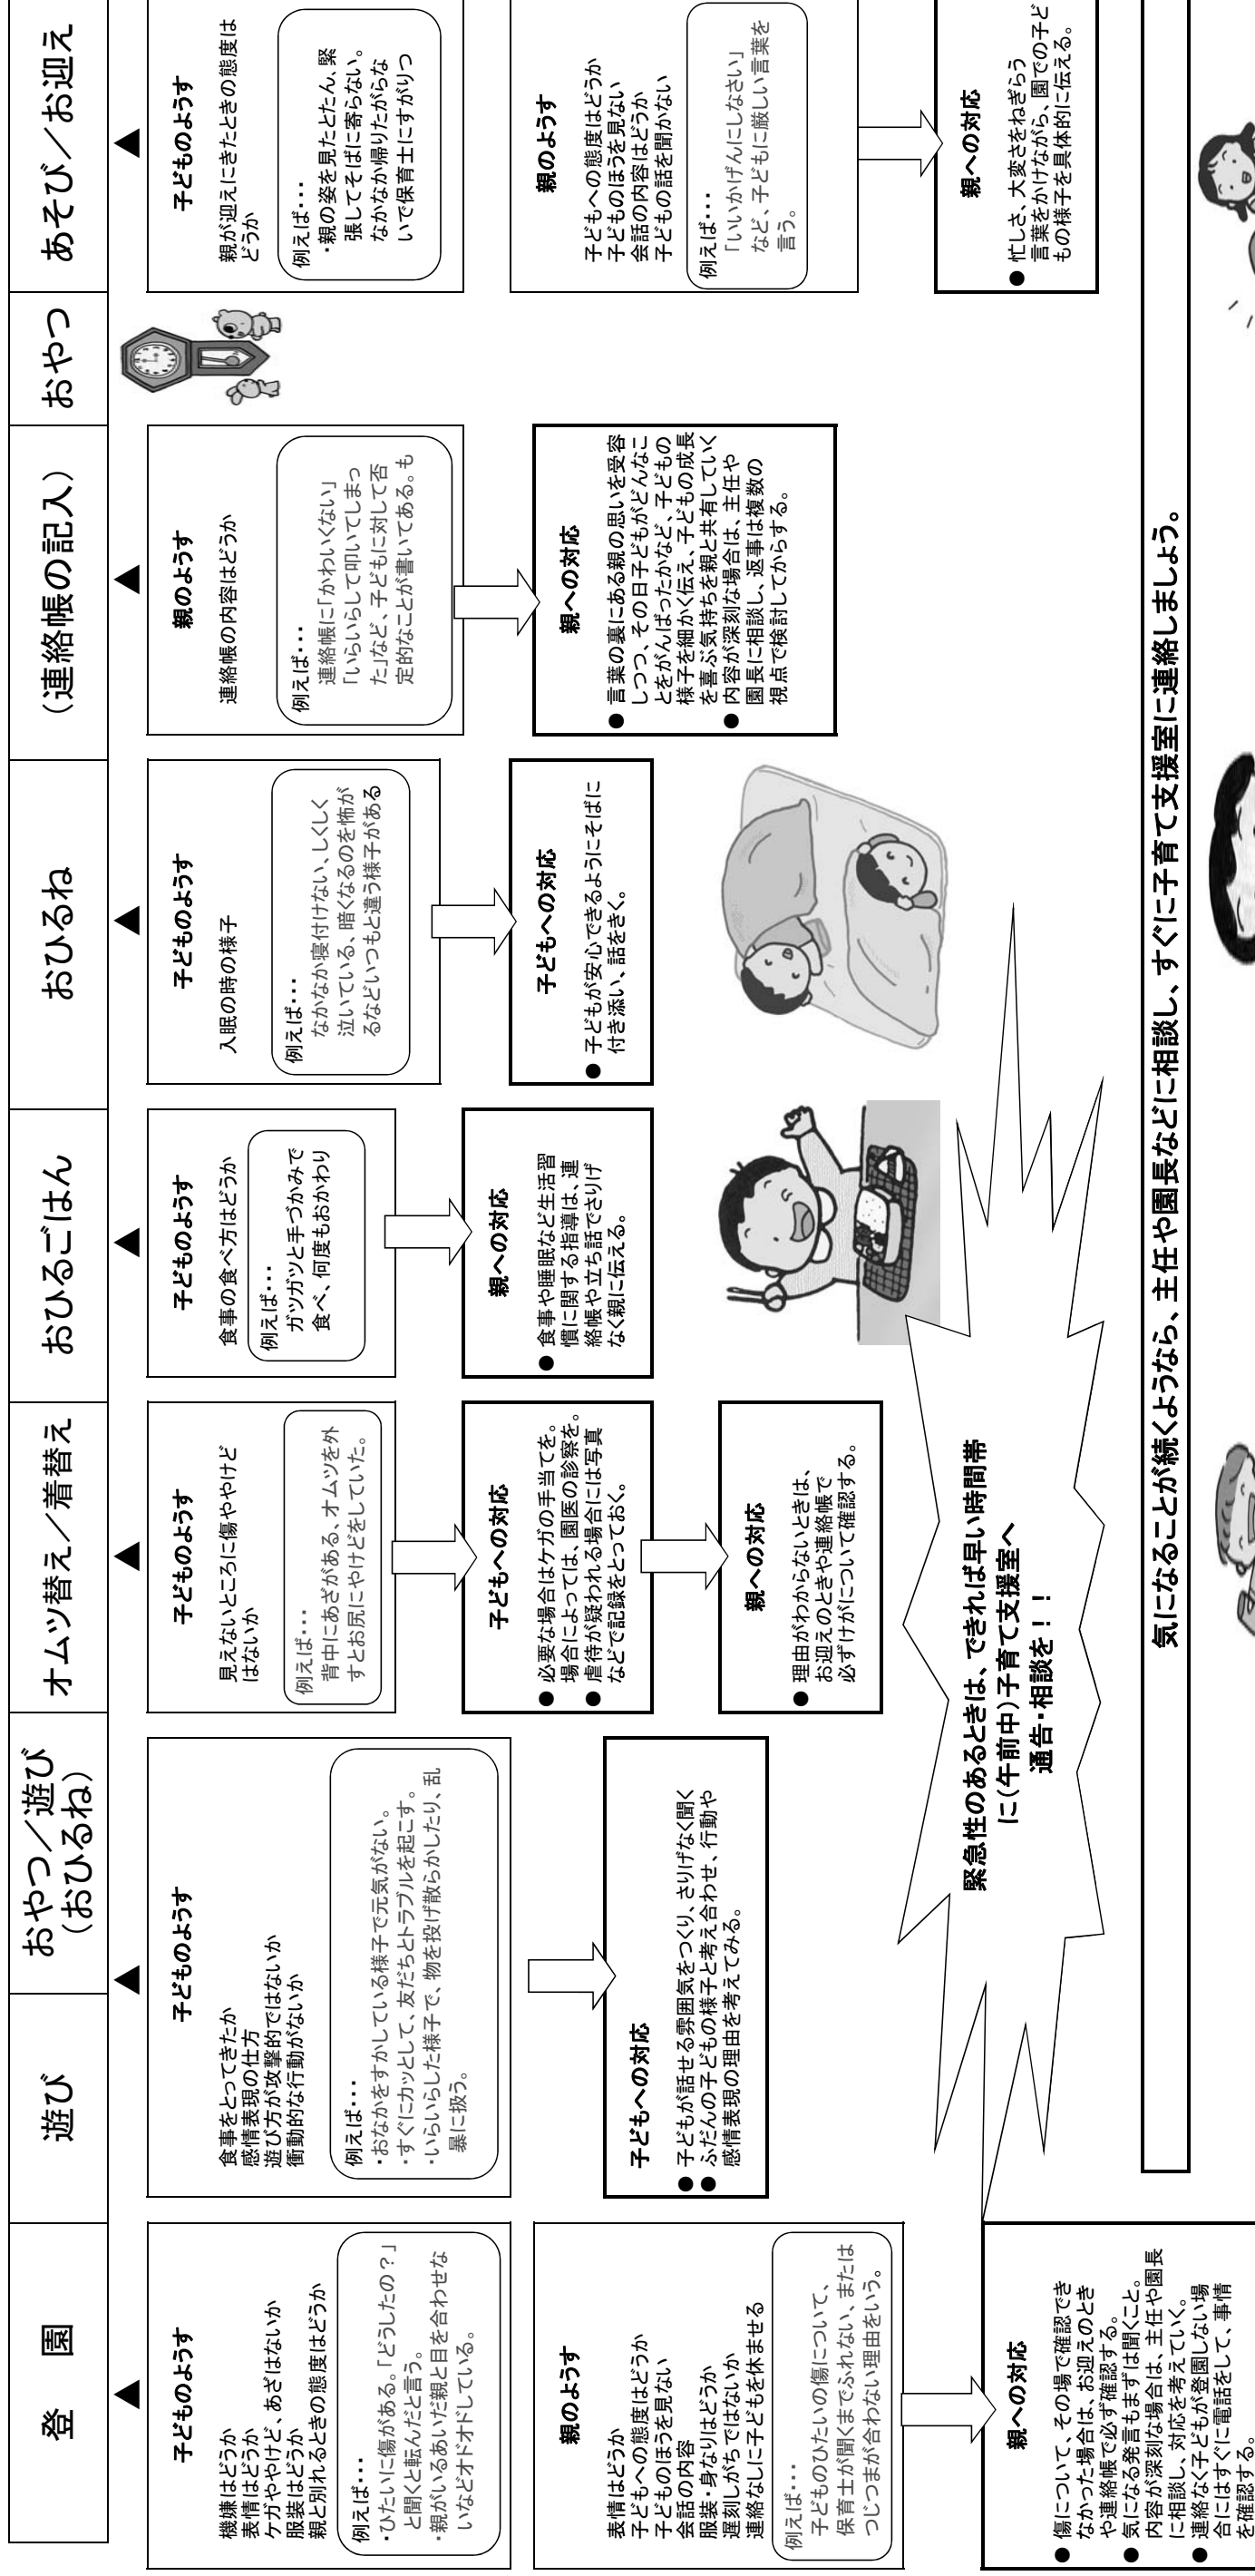 登　園
遊び
おやつ／遊び
（おひるね）
オムツ替え／着替え
おひるごはん
おひるね
（連絡帳の記入）
おやつ
あそび／お迎え
子どものようす
機嫌はどうか
表情はどうか
ケガややけど、あざはないか
服装はどうか
親と別れるときの態度はどうか
例えば・・・
・ひたいに傷がある。「どうしたの？」
と聞くと転んだと言う。
・親がいるあいだ親と目を合わせな
いなどオドオドしている。
親のようす
表情はどうか
子どもへの態度はどうか
子どものほうを見ない
会話の内容
服装・身なりはどうか
遅刻しがちではないか
連絡なしに子どもを休ませる
例えば・・・
子どものひたいの傷について、
保育士が聞くまでふれない、または
つじつまが合わない理由をいう。
親への対応
● 傷について、その場で確認でき
なかった場合は、お迎えのとき
や連絡帳で必ず確認する。
● 気になる発言もまずは聞くこと。
内容が深刻な場合は、主任や園長
に相談し、対応を考えていく。
● 連絡なく子どもが登園しない場
合にはすぐに電話をして、事情
を確認する。
子どものようす
食事をとってきたか
感情表現の仕方
遊び方が攻撃的ではないか
衝動的な行動がないか
例えば・・・
・おなかをすかしている様子で元気がない。
・すぐにカッとして、友だちとトラブルを起こす。
・いらいらした様子で、物を投げ散らかしたり、乱
暴に扱う。
子どもへの対応
● 子どもが話せる雰囲気をつくり、さりげなく聞く
● ふだんの子どもの様子と考え合わせ、行動や
感情表現の理由を考えてみる。
子どものようす
見えないところに傷ややけど
はないか
例えば・・・
背中にあざがある、オムツを外
すとお尻にやけどをしていた。
子どもへの対応
● 必要な場合はケガの手当てを。
場合によっては、園医の診察を。
● 虐待が疑われる場合には写真
などで記録をとっておく。
親への対応
● 理由がわからないときは、
お迎えのときや連絡帳で
必ずけがについて確認する。
子どものようす
食事の食べ方はどうか
例えば・・・
ガツガツと手づかみで
食べ、何度もおかわり
親への対応
● 食事や睡眠など生活習
慣に関する指導は、連
絡帳や立ち話でさりげ
なく親に伝える。
子どものようす
入眠の時の様子
例えば・・・
なかなか寝付けない、しくしく
泣いている、暗くなるのを怖が
るなどいつもと違う様子がある
子どもへの対応
● 子どもが安心できるようにそばに
付き添い、話をきく。
親のようす
連絡帳の内容はどうか
例えば・・・
連絡帳に「かわいくない」
「いらいらして叩いてしまっ
た」など、子どもに対して否
定的なことが書いてある。も
親への対応
● 言葉の裏にある親の思いを受容
しつつ、その日子どもがどんなこ
とをがんばったかなど、子どもの
様子を細かく伝え、子どもの成長
を喜ぶ気持ちを親と共有していく
● 内容が深刻な場合は、主任や
園長に相談し、返事は複数の
視点で検討してからする。
子どものようす
親が迎えにきたときの態度は
どうか
例えば・・・
・親の姿を見たとたん、緊
張してそばに寄らない。
なかなか帰りたがらな
いで保育士にすがりつ
親のようす
子どもへの態度はどうか
子どものほうを見ない
会話の内容はどうか
子どもの話を聞かない
例えば・・・
「いいかげんにしなさい」
など、子どもに厳しい言葉を
言う。
親への対応
● 忙しさ、大変さをねぎらう
言葉をかけながら、園での子ど
もの様子を具体的に伝える。
緊急性のあるときは、できれば早い時間帯
に（午前中）子育て支援室へ
通告・相談を！！
気になることが続くようなら、主任や園長などに相談し、すぐに子育て支援室に連絡しましょう。